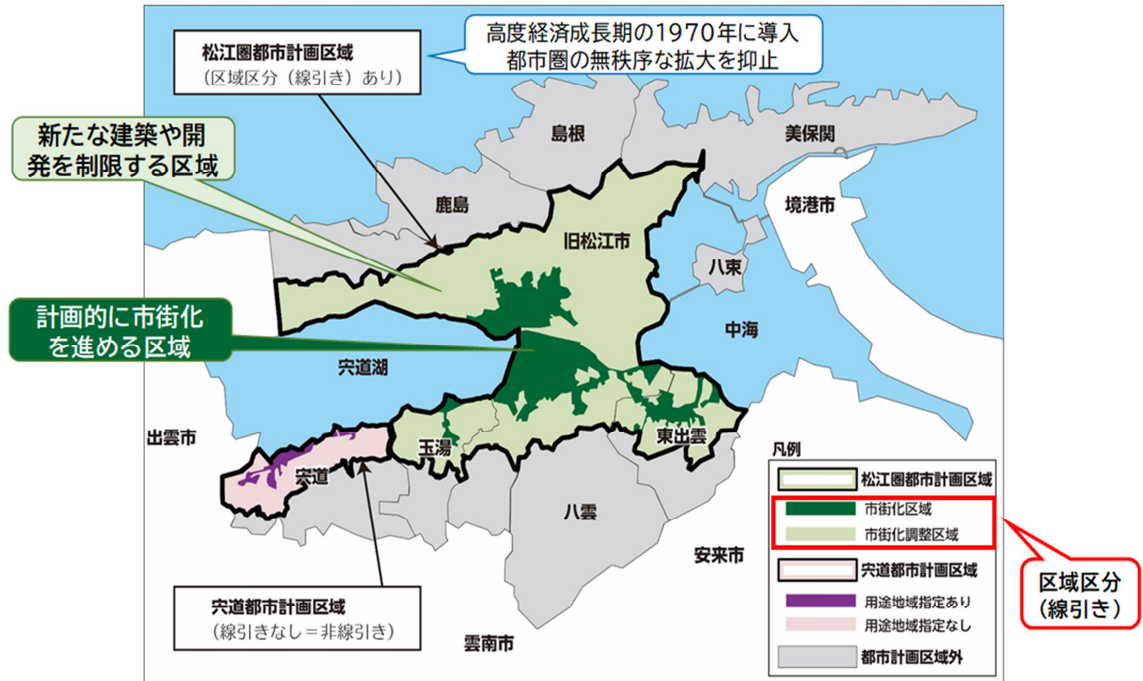 高度経済成長期の1970年に導入
都市圏の無秩序な拡大を抑止
松江圏都市計画区域
(区域区分(線引き)あり)
新たな建築や開
発を制限する区域
計画的に市街化
を進める区域
島根
美保関
鹿島
境港市
旧松江市
八束
中海
宍道湖
出雲市
玉湯
東出雲
宍道
八雲
安来市
雲南市
宍道都市計画区域
(線引きなし=非線引き)
凡例
松江圏都市計画区域
市街化区域
市街化調整区域
宍道都市計画区域
用途地域指定あり
用途地域指定なし
都市計画区域外
区域区分
(線引き)